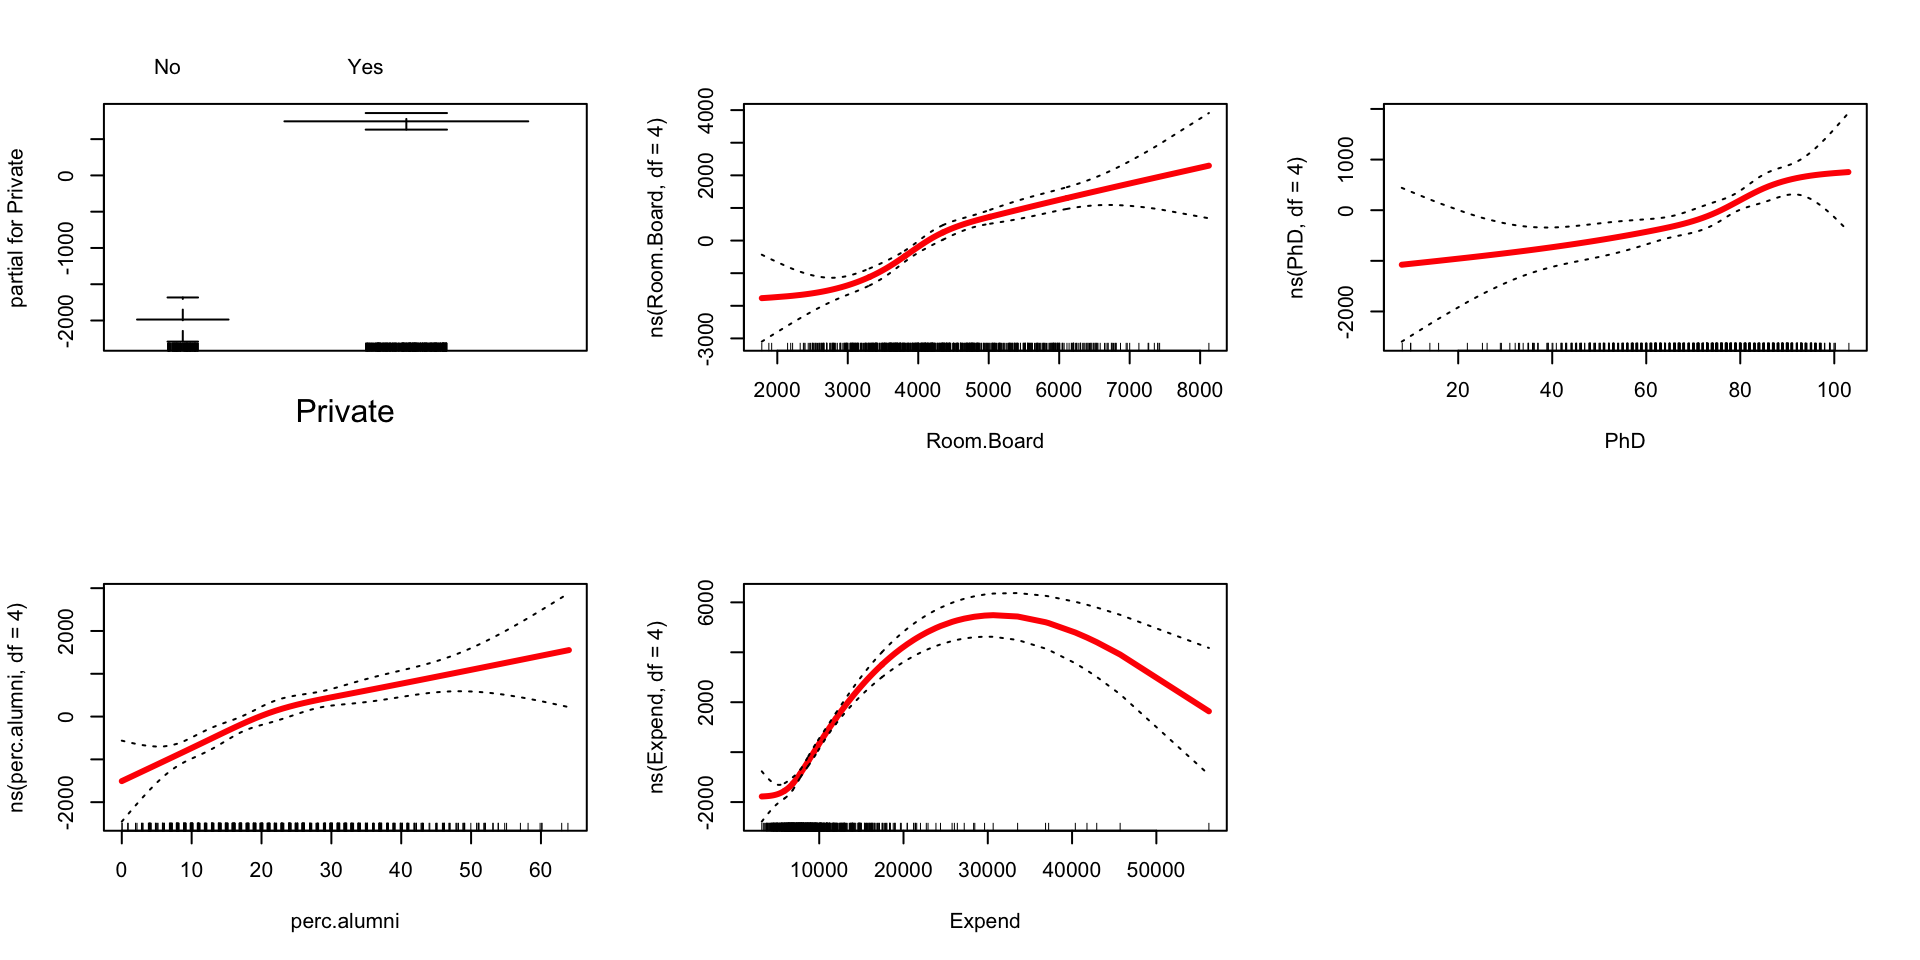 No Yes
partial for Private
0
-1000
-2000
Private
ns(Room.Board, df = 4)
4000
2000
0
-3000
2000 3000 4000 5000 6000 7000 8000
Room.Board
ns(PhD, df = 4)
1000
0
-2000
20 40 60 80 100
PhD
ns(perc.alumni, df = 4)
2000
0
-2000
0 10 20 30 40 50 60
perc.alumni
ns(Expend, df = 4)
6000
2000
-2000
10000 20000 30000 40000 50000
Expend